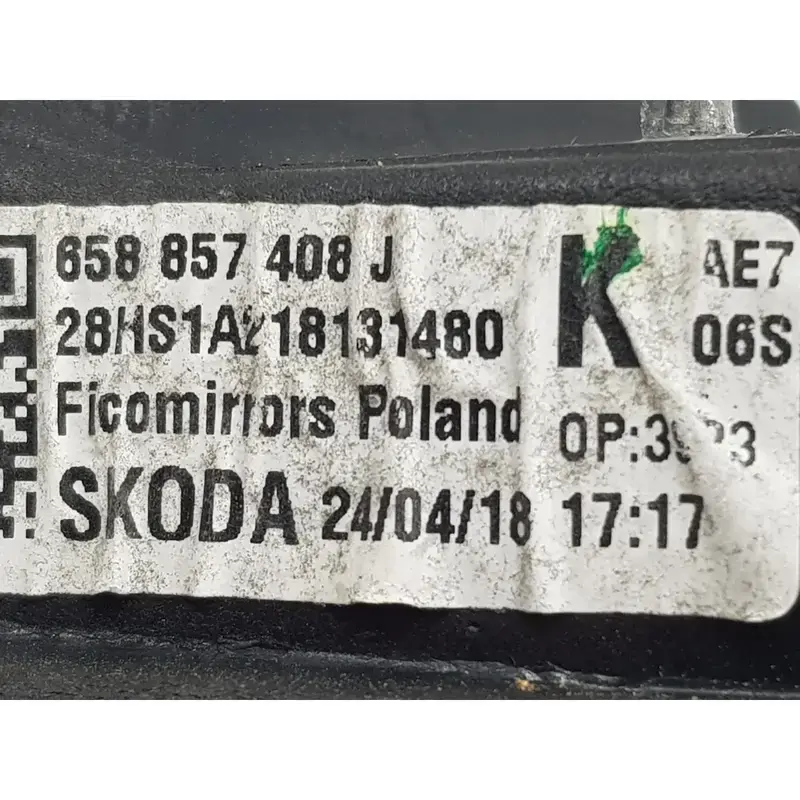 658 857 408 J K AE7
28HS1A218131480 06S
Ficomirrors Poland
SKODA 24/04/18 17:17